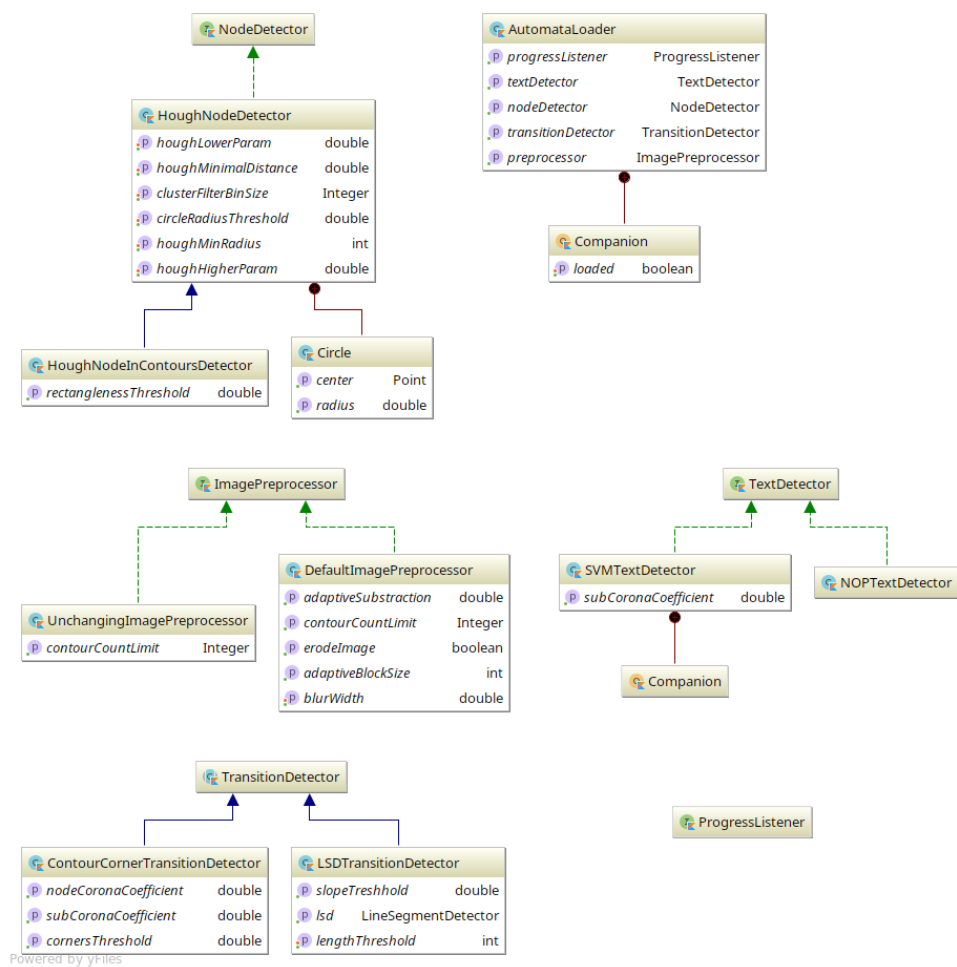 NodeDetector
HoughNodeDetector
houghLowerParam double
houghMinimalDistance double
clusterFilterBinSize Integer
circleRadiusThreshold double
houghMinRadius int
houghHigherParam double
HoughNodeInContoursDetector
rectanglenessThreshold double
Circle
center Point
radius double
AutomataLoader
progressListener ProgressListener
textDetector TextDetector
nodeDetector NodeDetector
transitionDetector TransitionDetector
preprocessor ImagePreprocessor
Companion
loaded boolean
ImagePreprocessor
UnchangingImagePreprocessor
contourCountLimit Integer
DefaultImagePreprocessor
adaptiveSubstraction double
contourCountLimit Integer
erodeImage boolean
adaptiveBlockSize int
blurWidth double
TextDetector
SVMTextDetector
subCoronaCoefficient double
NOPTextDetector
Companion
TransitionDetector
ContourCornerTransitionDetector
nodeCoronaCoefficient double
subCoronaCoefficient double
cornersThreshold double
LSDTransitionDetector
slopeTreshhold double
lsd LineSegmentDetector
lengthThreshold int
ProgressListener
Powered by yFiles